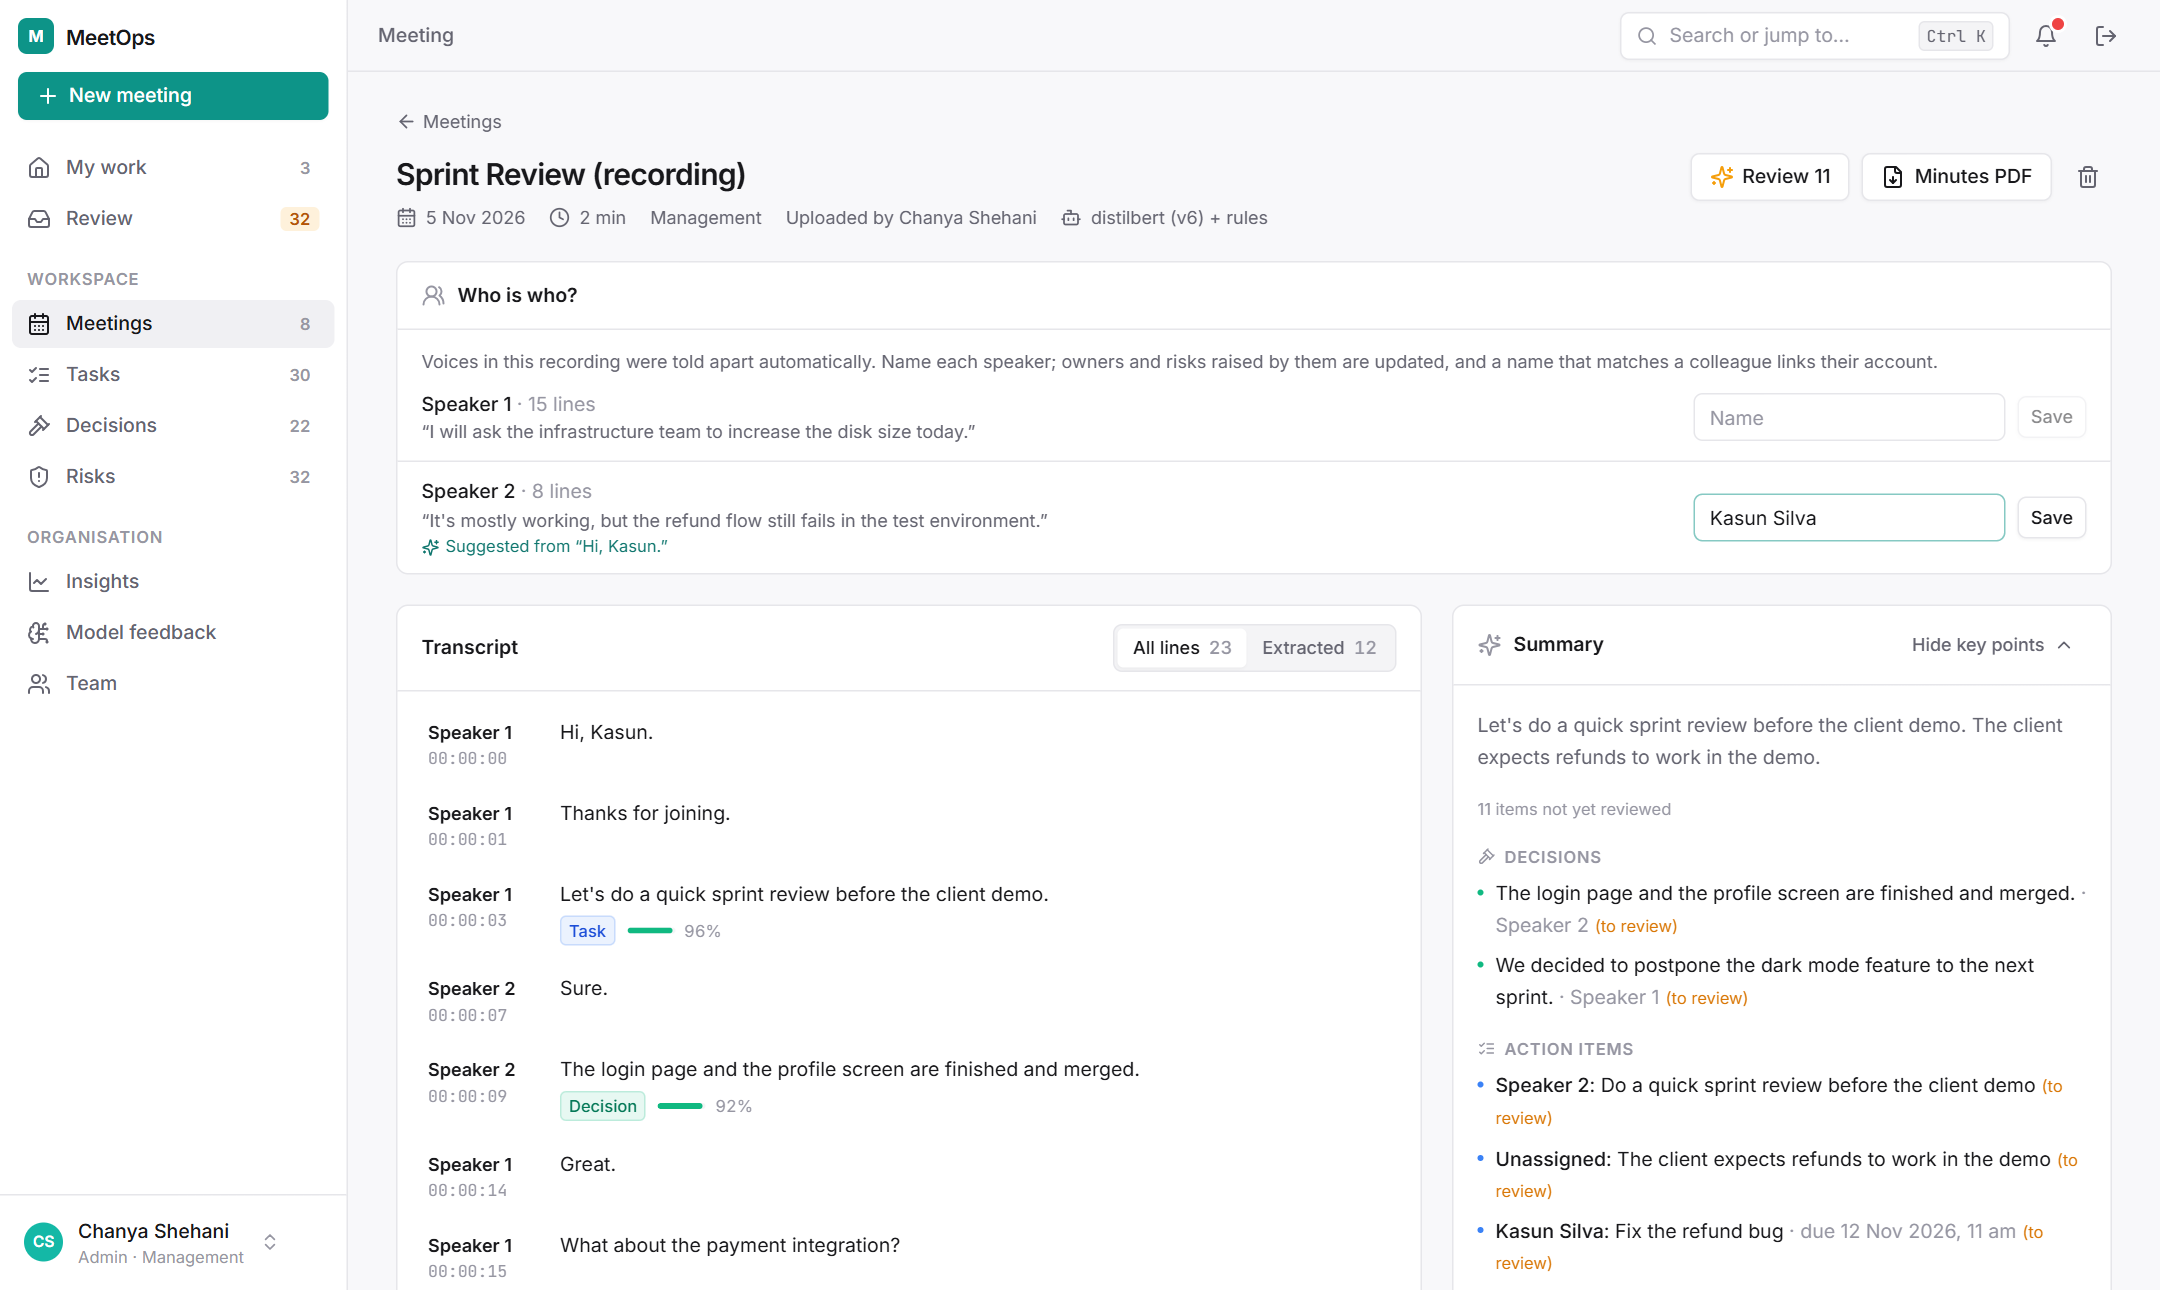 M MeetOps
+ New meeting
My work 3
Review 32
WORKSPACE
Meetings 8
Tasks 30
Decisions 22
Risks 32
ORGANISATION
Insights
Model feedback
Team
CS Chanya Shehani
Admin · Management
Meeting
Search or jump to... Ctrl K
Meetings
Sprint Review (recording)
Review 11
Minutes PDF
5 Nov 2026 2 min Management Uploaded by Chanya Shehani distilbert (v6) + rules
Who is who?
Voices in this recording were told apart automatically. Name each speaker; owners and risks raised by them are updated, and a name that matches a colleague links their account.
Speaker 1 · 15 lines
“I will ask the infrastructure team to increase the disk size today.”
Name Save
Speaker 2 · 8 lines
“It's mostly working, but the refund flow still fails in the test environment.”
Suggested from “Hi, Kasun.”
Kasun Silva Save
Transcript
All lines 23 Extracted 12
Speaker 1 Hi, Kasun.
00:00:00
Speaker 1 Thanks for joining.
00:00:01
Speaker 1 Let's do a quick sprint review before the client demo.
00:00:03 Task 96%
Speaker 2 Sure.
00:00:07
Speaker 2 The login page and the profile screen are finished and merged.
00:00:09 Decision 92%
Speaker 1 Great.
00:00:14
Speaker 1 What about the payment integration?
00:00:15
Summary Hide key points
Let's do a quick sprint review before the client demo. The client
expects refunds to work in the demo.
11 items not yet reviewed
DECISIONS
• The login page and the profile screen are finished and merged. ·
Speaker 2 (to review)
• We decided to postpone the dark mode feature to the next
sprint. · Speaker 1 (to review)
ACTION ITEMS
• Speaker 2: Do a quick sprint review before the client demo (to
review)
• Unassigned: The client expects refunds to work in the demo (to
review)
• Kasun Silva: Fix the refund bug · due 12 Nov 2026, 11 am (to
review)